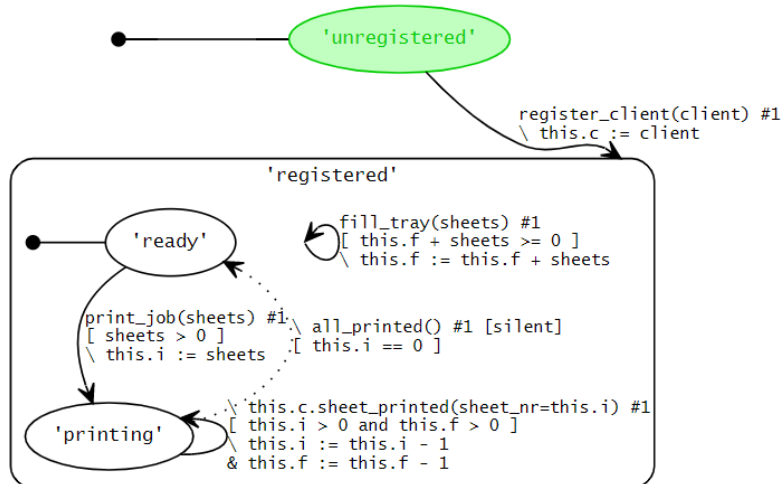 'unregistered'
register_client(client) #1
\ this.c := client
'registered'
fill_tray(sheets) #1
[ this.f + sheets >= 0 ]
\ this.f := this.f + sheets
'ready'
print_job(sheets) #1
[ sheets > 0 ]
\ this.i := sheets
\ all_printed() #1 [silent]
[ this.i == 0 ]
\ this.c.sheet_printed(sheet_nr=this.i) #1
[ this.i > 0 and this.f > 0 ]
\ this.i := this.i - 1
& this.f := this.f - 1
'printing'